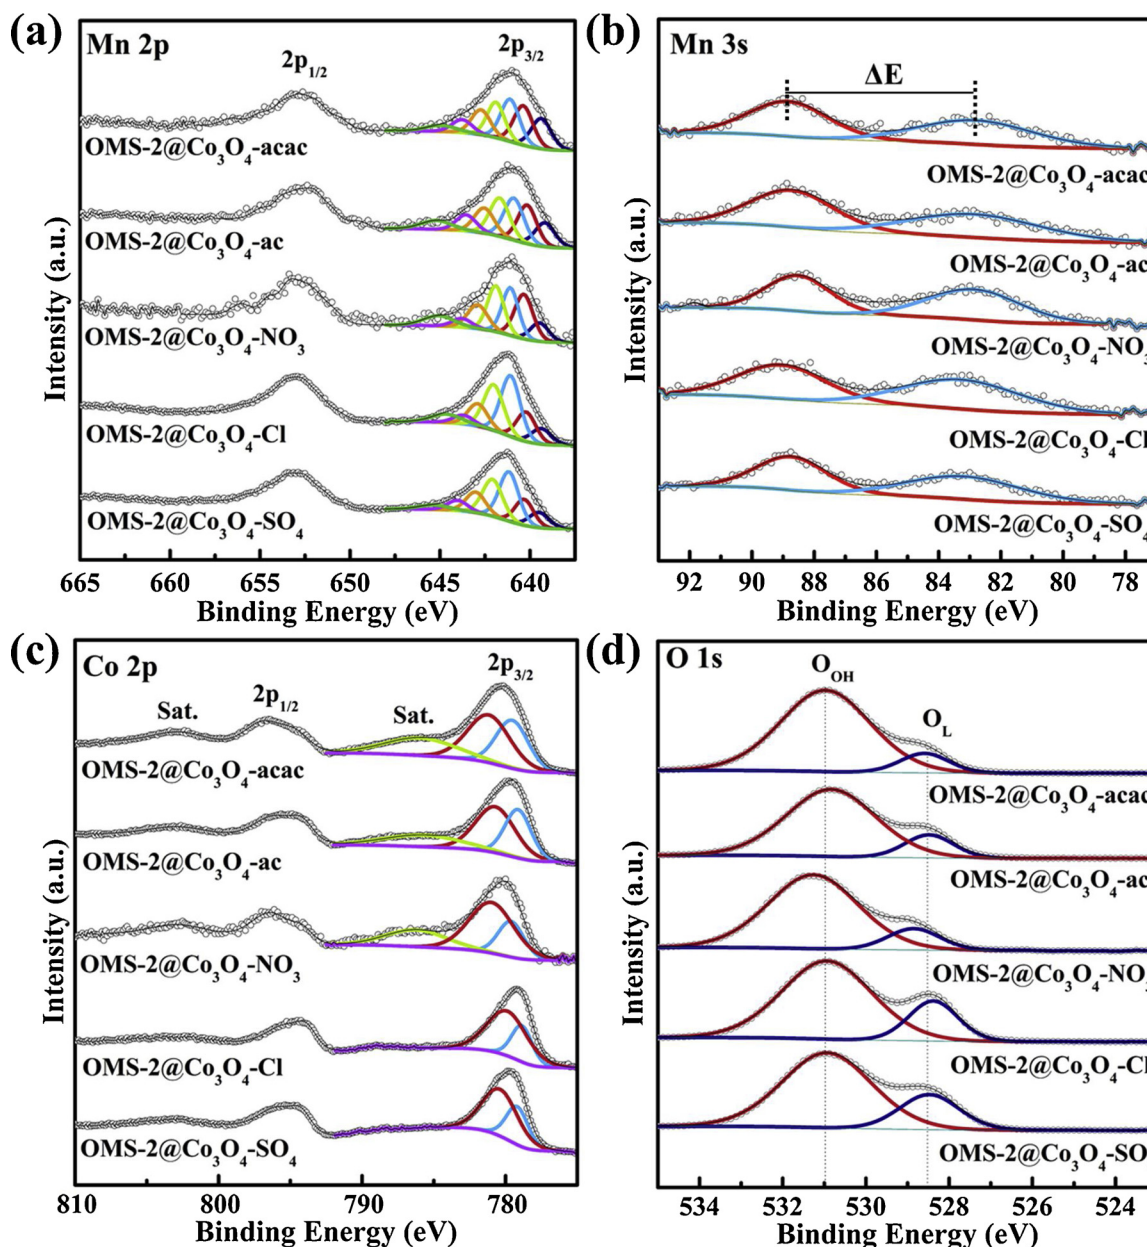 (a)
Mn 2p
2p1/2
2p3/2
OMS-2@Co3O4-acac
OMS-2@Co3O4-ac
OMS-2@Co3O4-NO3
OMS-2@Co3O4-Cl
OMS-2@Co3O4-SO4
Intensity (a.u.)
665 660 655 650 645 640
Binding Energy (eV)
(b)
Mn 3s
ΔE
OMS-2@Co3O4-acac
OMS-2@Co3O4-ac
OMS-2@Co3O4-NO3
OMS-2@Co3O4-Cl
OMS-2@Co3O4-SO4
Intensity (a.u.)
92 90 88 86 84 82 80 78
Binding Energy (eV)
(c)
Co 2p
Sat.
2p1/2
Sat.
2p3/2
OMS-2@Co3O4-acac
OMS-2@Co3O4-ac
OMS-2@Co3O4-NO3
OMS-2@Co3O4-Cl
OMS-2@Co3O4-SO4
Intensity (a.u.)
810 800 790 780
Binding Energy (eV)
(d)
O 1s
OOH
OL
OMS-2@Co3O4-acac
OMS-2@Co3O4-ac
OMS-2@Co3O4-NO3
OMS-2@Co3O4-Cl
OMS-2@Co3O4-SO
Intensity (a.u.)
534 532 530 528 526 524
Binding Energy (eV)